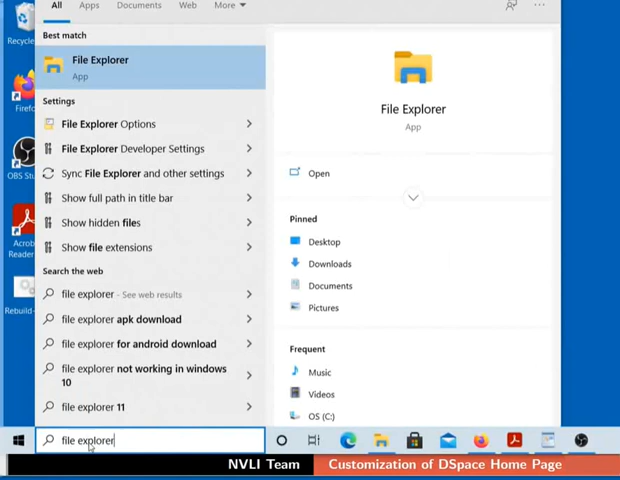 All Apps Documents Web More
Recycle
Best match
File Explorer
App
File Explorer
App
Settings
File Explorer Options
Firefo
File Explorer Developer Settings
OBS Stu
Sync File Explorer and other settings
Open
Show full path in title bar
Show hidden files
Pinned
Acrob
Reader
Show file extensions
Desktop
Search the web
Downloads
file explorer - See web results
Documents
Rebuild-
file explorer apk download
Pictures
file explorer for android download
Frequent
file explorer not working in windows
10
Music
Videos
file explorer 11
OS (C:)
file explorer
NVLI Team Customization of DSpace Home Page